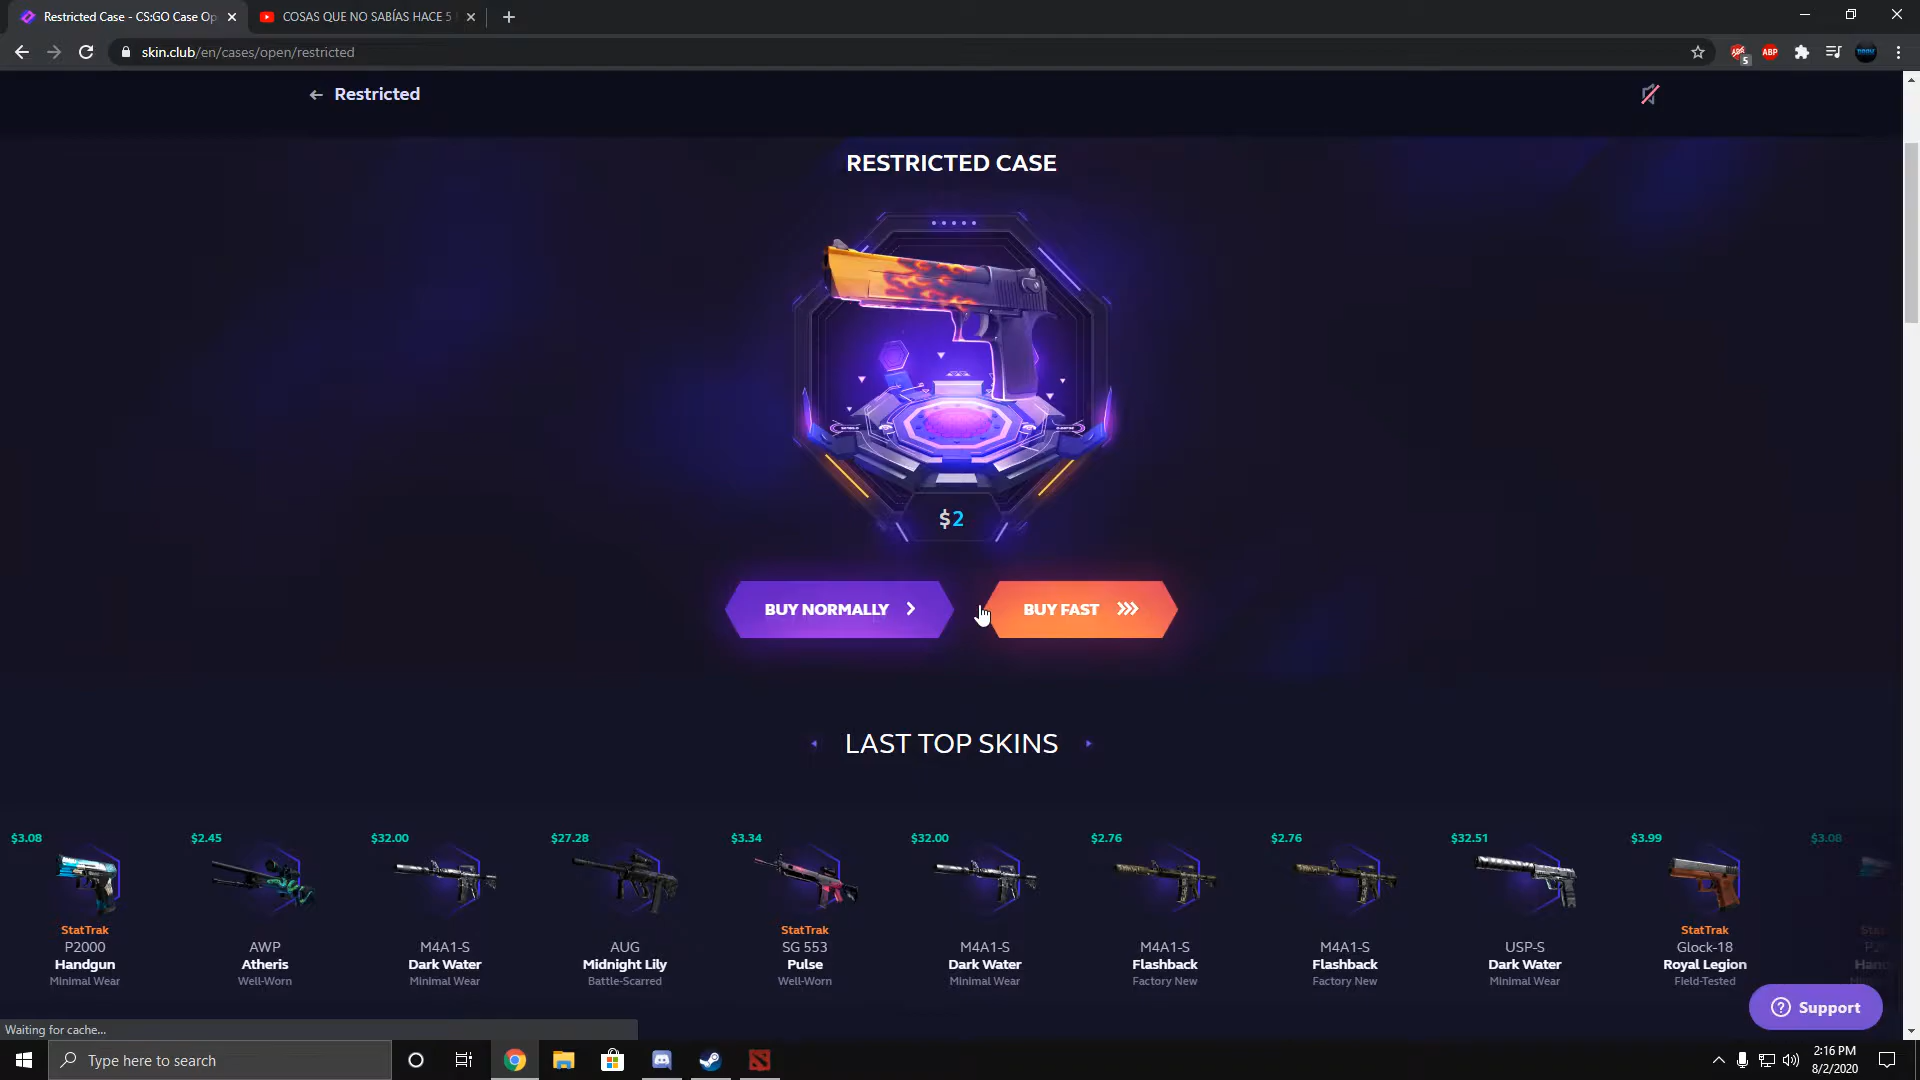 Restricted Case - CS:GO Case Op
COSAS QUE NO SABÍAS HACE 5
skin.club/en/cases/open/restricted
5
ABP
← Restricted
RESTRICTED CASE
$2
BUY NORMALLY
BUY FAST
LAST TOP SKINS
$3.08 $2.45 $32.00 $27.28 $3.34 $32.00 $2.76 $2.76 $32.51 $3.99 $3.08
StatTrak StatTrak StatTrak
P2000 AWP M4A1-S AUG SG 553 M4A1-S M4A1-S M4A1-S USP-S Glock-18
Handgun Atheris Dark Water Midnight Lily Pulse Dark Water Flashback Flashback Dark Water Royal Legion
Minimal Wear Well-Worn Minimal Wear Battle-Scarred Well-Worn Minimal Wear Factory New Factory New Minimal Wear Field-Tested
Support
Waiting for cache...
Type here to search
2:16 PM
8/2/2020